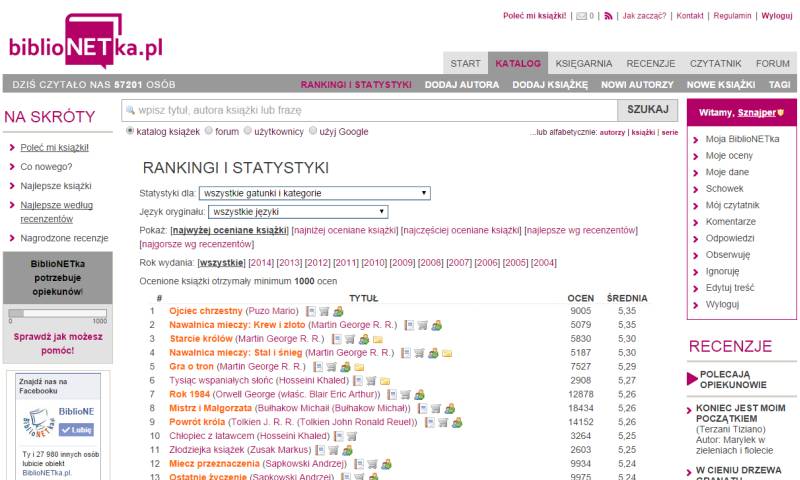 Poleć mi książki! | 0 | | Jak zacząć? | Kontakt | Regulamin | Wyloguj
biblioNETka.pl
START KATALOG KSIĘGARNIA RECENZJE CZYTATNIK FORUM
DZIŚ CZYTAŁO NAS 57201 OSÓB
RANKINGI I STATYSTYKI DODAJ AUTORA DODAJ KSIĄŻKĘ NOWI AUTORZY NOWE KSIĄŻKI TAGI
NA SKRÓTY
Poleć mi książki!
Co nowego?
Najlepsze książki
Najlepsze według
recenzentów
Nagrodzone recenzje
BiblioNETka
potrzebuje
opiekunów!
0 1000
Sprawdź jak możesz
pomóc!
Znajdź nas na
Facebooku
BiblioNE
Lubię
biblioNETka
Ty i 27 980 innych osób
lubicie obiekt
BiblioNETka.pl.
wpisz tytuł, autora książki lub frazę
SZUKAJ
katalog książek forum użytkownicy użyj Google
...lub alfabetycznie: autorzy | książki | serie
RANKINGI I STATYSTYKI
Statystyki dla: wszystkie gatunki i kategorie
Język oryginału: wszystkie języki
Pokaż: [najwyżej oceniane książki] [najniżej oceniane książki] [najczęściej oceniane książki] [najlepsze wg recenzentów]
[najgorsze wg recenzentów]
Rok wydania: [wszystkie] [2014] [2013] [2012] [2011] [2010] [2009] [2008] [2007] [2006] [2005] [2004]
Ocenione książki otrzymały minimum 1000 ocen
# TYTUŁ OCEN ŚREDNIA
1 Ojciec chrzestny (Puzo Mario) 9005 5,35
2 Nawałnica mieczy: Krew i złoto (Martin George R. R.) 5079 5,35
3 Starcie królów (Martin George R. R.) 5830 5,30
4 Nawałnica mieczy: Stal i śnieg (Martin George R. R.) 5187 5,30
5 Gra o tron (Martin George R. R.) 7527 5,29
6 Tysiąc wspaniałych słońc (Hosseini Khaled) 2908 5,27
7 Rok 1984 (Orwell George (właśc. Blair Eric Arthur)) 12878 5,26
8 Mistrz i Małgorzata (Bułhakow Michaił (Bułhakow Michał)) 18434 5,26
9 Powrót króla (Tolkien J. R. R. (Tolkien John Ronald Reuel)) 14152 5,26
10 Chłopiec z latawcem (Hosseini Khaled) 3264 5,25
11 Złodziejka książek (Zusak Markus) 2603 5,25
12 Miecz przeznaczenia (Sapkowski Andrzej) 9934 5,24
13 Ostatnie życzenie (Sapkowski Andrzej) 9975 5,24
Witamy, Sznajper
Moja BiblioNETka
Moje oceny
Moje dane
Schowek
Mój czytatnik
Komentarze
Odpowiedzi
Obserwuję
Ignoruję
Edytuj treść
Wyloguj
RECENZJE
POLECAJĄ
OPIEKUNOWIE
KONIEC JEST MOIM
POCZĄTKIEM
(Terzani Tiziano)
Autor: Marylek w
zieleniach i fiolecie
W CIENIU DRZEWA
GRANATU